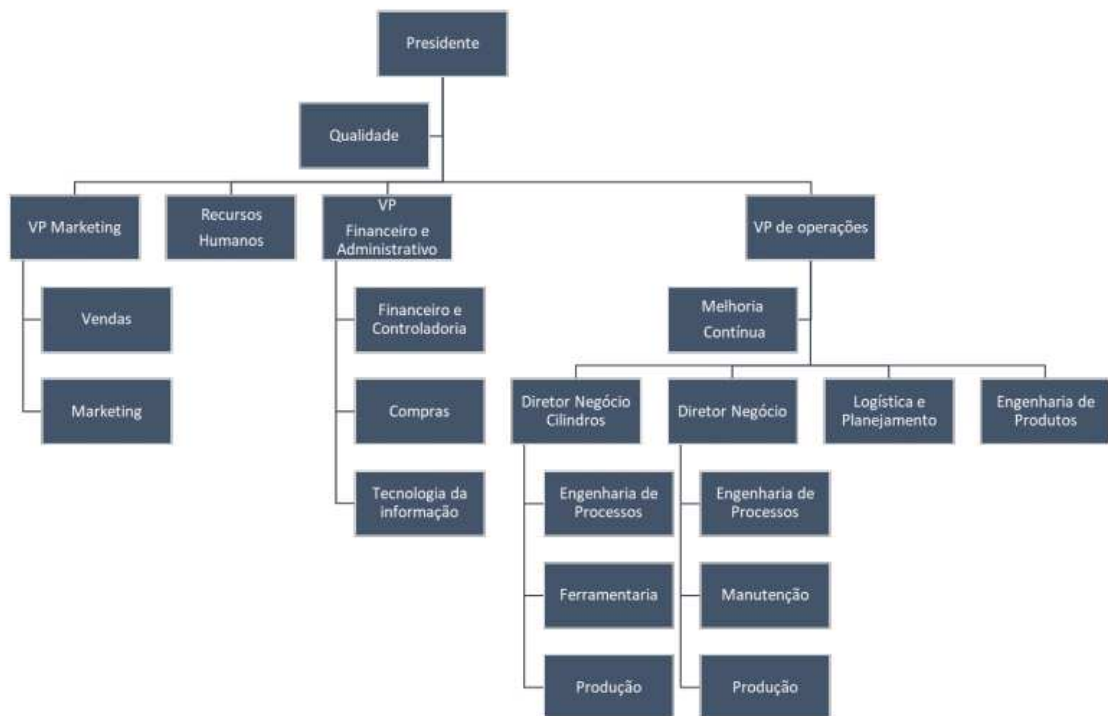 Presidente
Qualidade
VP Marketing
Recursos
Humanos
VP
Financeiro e
Administrativo
VP de operações
Vendas
Financeiro e
Controladoria
Melhoria
Contínua
Marketing
Compras
Diretor Negócio
Cilindros
Diretor Negócio
Logística e
Planejamento
Engenharia de
Produtos
Tecnologia da
informação
Engenharia de
Processos
Engenharia de
Processos
Ferramentaria
Manutenção
Produção
Produção